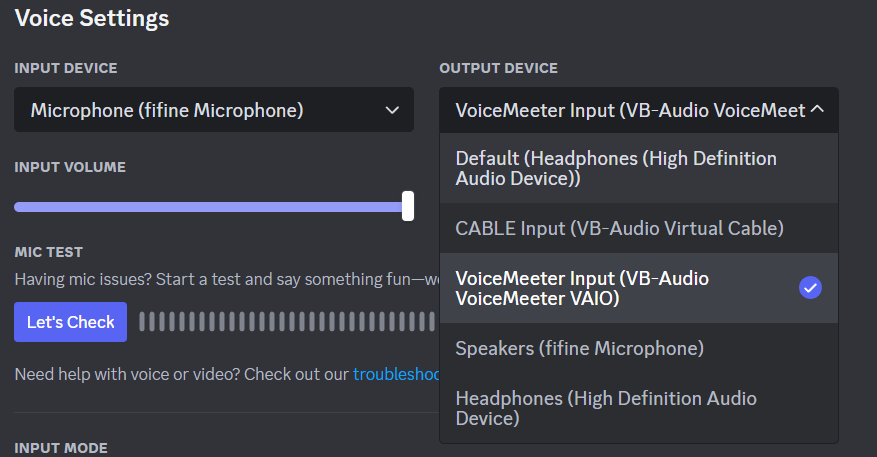 Voice Settings
INPUT DEVICE
Microphone (fifine Microphone)
INPUT VOLUME
MIC TEST
Having mic issues? Start a test and say something fun—w
Let's Check
Need help with voice or video? Check out our troubleshoo
INPUT MODE
OUTPUT DEVICE
VoiceMeeter Input (VB-Audio VoiceMeet
Default (Headphones (High Definition
Audio Device))
CABLE Input (VB-Audio Virtual Cable)
VoiceMeeter Input (VB-Audio
VoiceMeeter VAIO)
Speakers (fifine Microphone)
Headphones (High Definition Audio
Device)